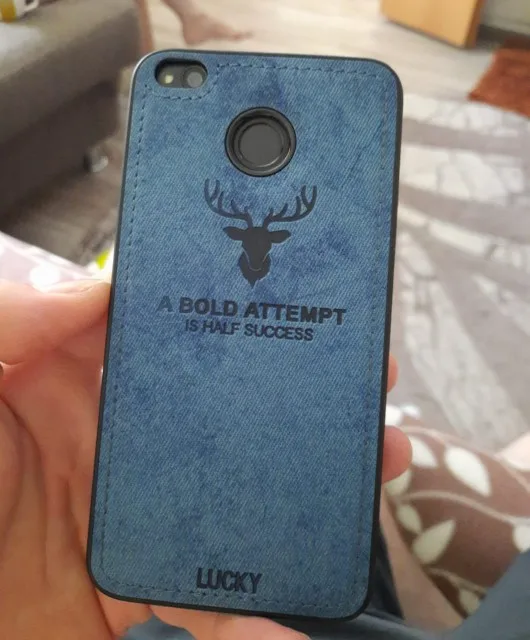 A BOLD ATTEMPT
IS HALF SUCCESS
LUCKY